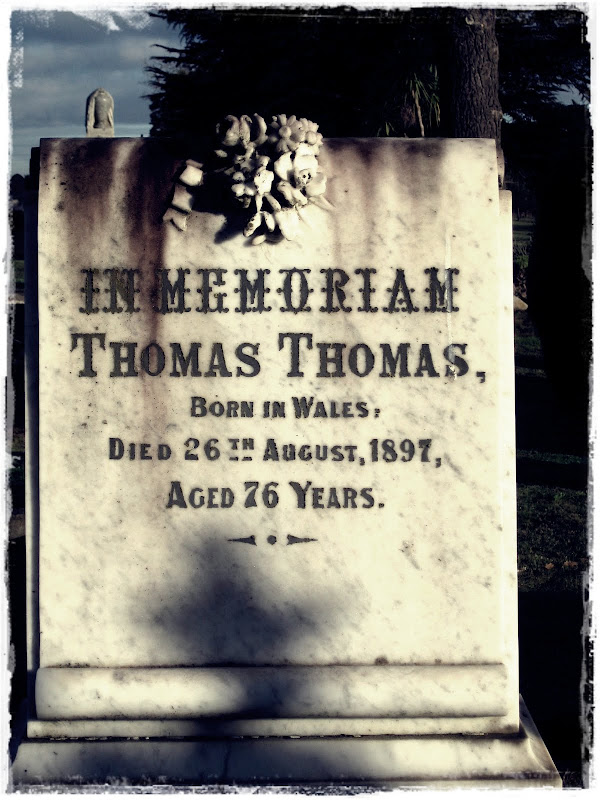 IN MEMORIAM
THOMAS THOMAS,
BORN IN WALES,
DIED 26TH AUGUST, 1897,
AGED 76 YEARS.